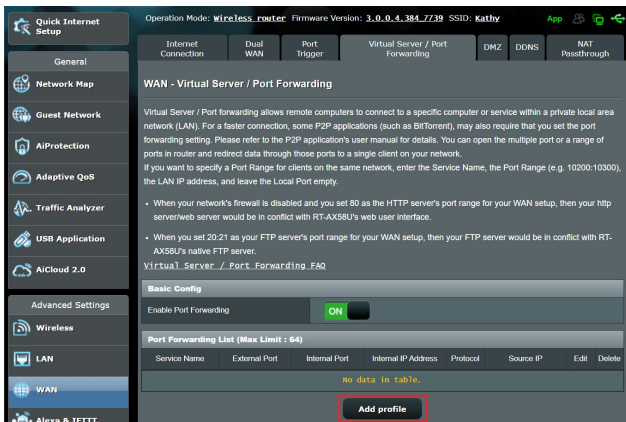 Quick Internet
Setup
Operation Mode: Wireless router Firmware Version: 3.0.0.4.384_7739 SSID: Kathy
App
General
Network Map
Guest Network
AiProtection
Adaptive QoS
Traffic Analyzer
USB Application
AiCloud 2.0
Advanced Settings
Wireless
LAN
WAN
Alexa & IFTTT
Internet
Connection
Dual
WAN
Port
Trigger
Virtual Server / Port
Forwarding
DMZ
DDNS
NAT
Passthrough
WAN - Virtual Server / Port Forwarding
Virtual Server / Port forwarding allows remote computers to connect to a specific computer or service within a private local area
network (LAN). For a faster connection, some P2P applications (such as BitTorrent), may also require that you set the port
forwarding setting. Please refer to the P2P application's user manual for details. You can open the multiple port or a range of
ports in router and redirect data through those ports to a single client on your network.
If you want to specify a Port Range for clients on the same network, enter the Service Name, the Port Range (e.g. 10200:10300),
the LAN IP address, and leave the Local Port empty.
• When your network's firewall is disabled and you set 80 as the HTTP server's port range for your WAN setup, then your http
server/web server would be in conflict with RT-AX58U's web user interface.
• When you set 20:21 as your FTP server's port range for your WAN setup, then your FTP server would be in conflict with RT-
AX58U's native FTP server.
Virtual Server / Port Forwarding FAQ
Basic Config
Enable Port Forwarding
ON
Port Forwarding List (Max Limit : 64)
Service Name External Port Internal Port Internal IP Address Protocol Source IP Edit Delete
No data in table.
Add profile